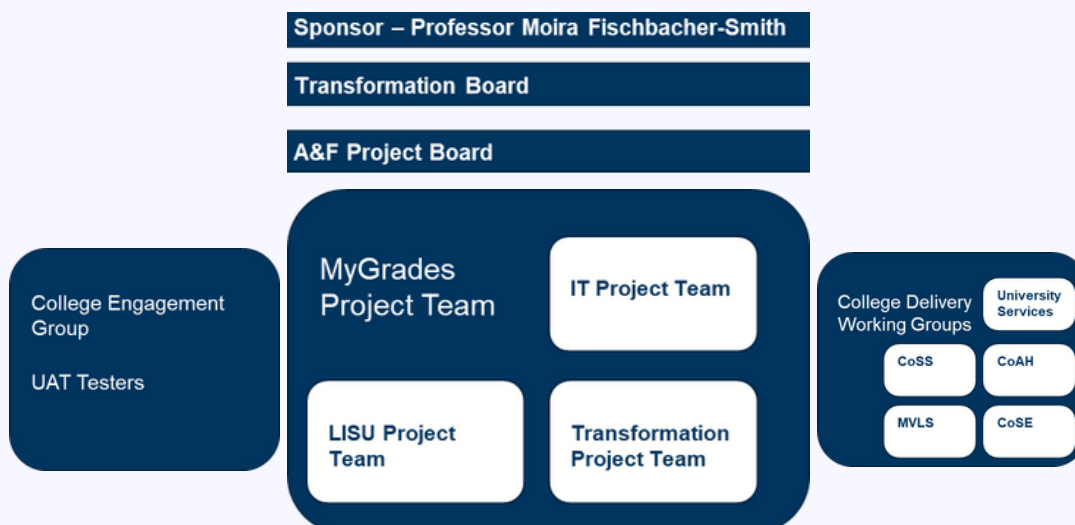 Sponsor – Professor Moira Fischbacher-Smith
Transformation Board
A&F Project Board
College Engagement
Group
UAT Testers
MyGrades
Project Team
IT Project Team
LISU Project
Team
Transformation
Project Team
College Delivery
Working Groups
University
Services
CoSS
CoAH
MVLS
CoSE